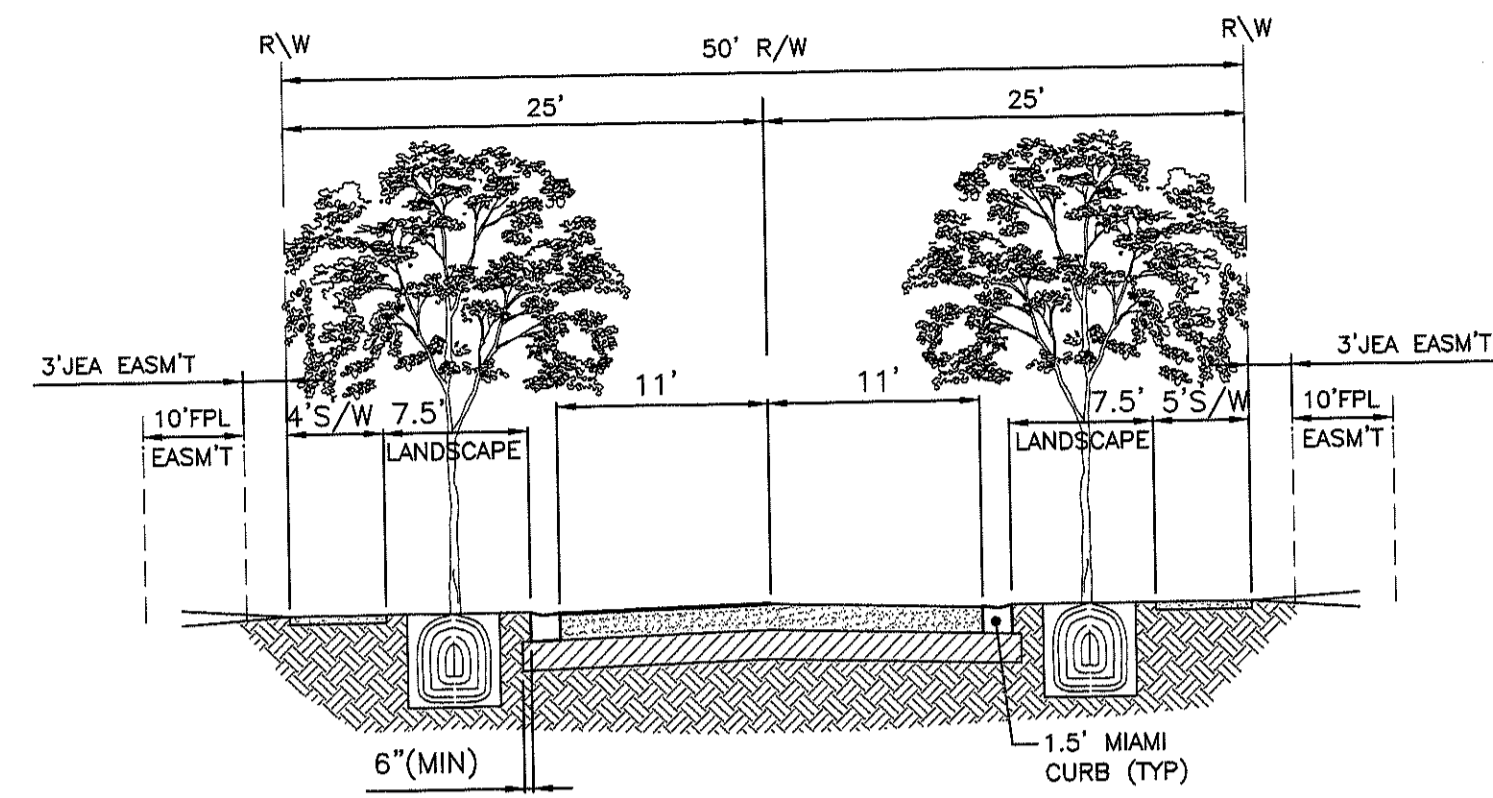 R\W
50' R/W
R\W
25'
25'
3'JEA EASM'T
3'JEA EASM'T
11'
11'
10'FPL
EASM'T
4'S/W
7.5'
LANDSCAPE
7.5'
LANDSCAPE
5'S/W
10'FPL
EASM'T
6"(MIN)
1.5' MIAMI
CURB (TYP)